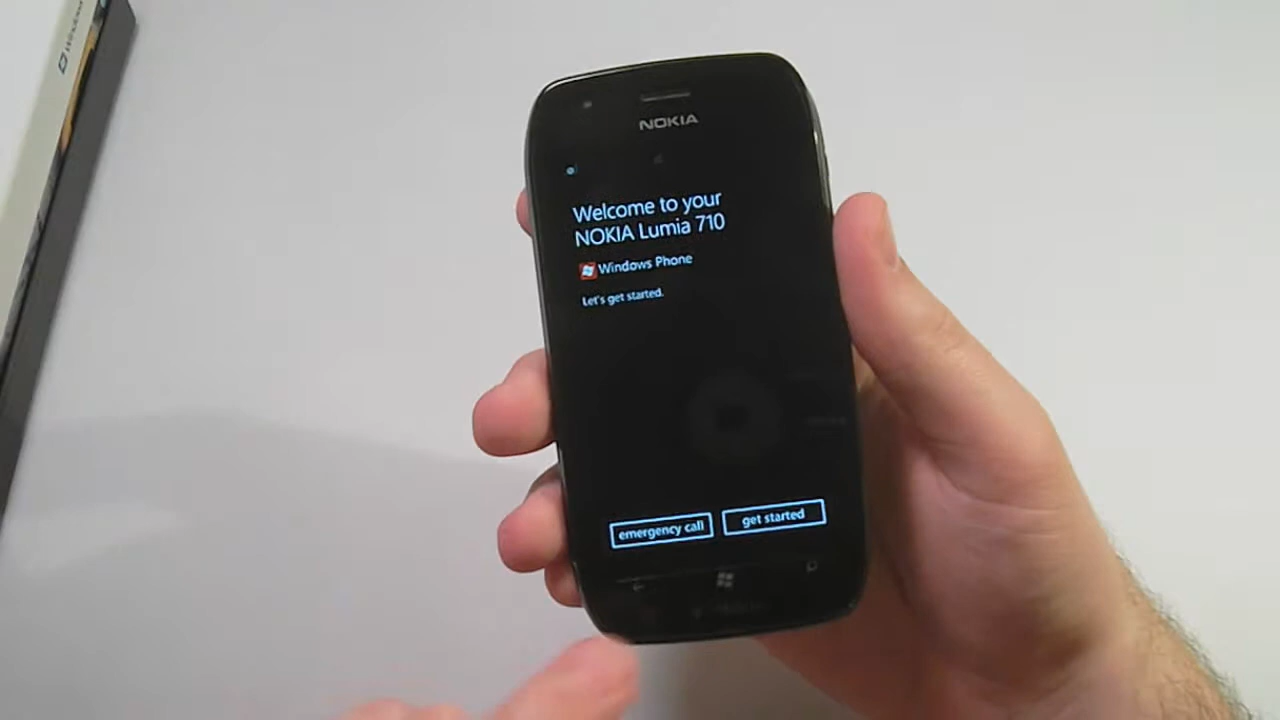 NOKIA
Welcome to your
NOKIA Lumia 710
Windows Phone
Let's get started.
emergency call
get started